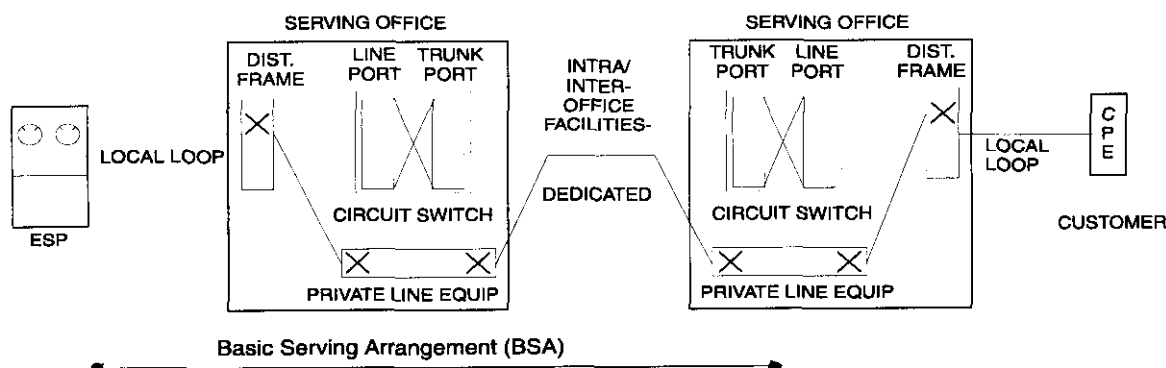 SERVING OFFICE
SERVING OFFICE
DIST.
FRAME
LINE
PORT
TRUNK
PORT
INTRA/
INTER-
OFFICE
FACILITIES-
DEDICATED
TRUNK
PORT
LINE
PORT
DIST.
FRAME
LOCAL LOOP
LOCAL
LOOP
CPE
CIRCUIT SWITCH
CIRCUIT SWITCH
ESP
CUSTOMER
PRIVATE LINE EQUIP
PRIVATE LINE EQUIP
Basic Serving Arrangement (BSA)